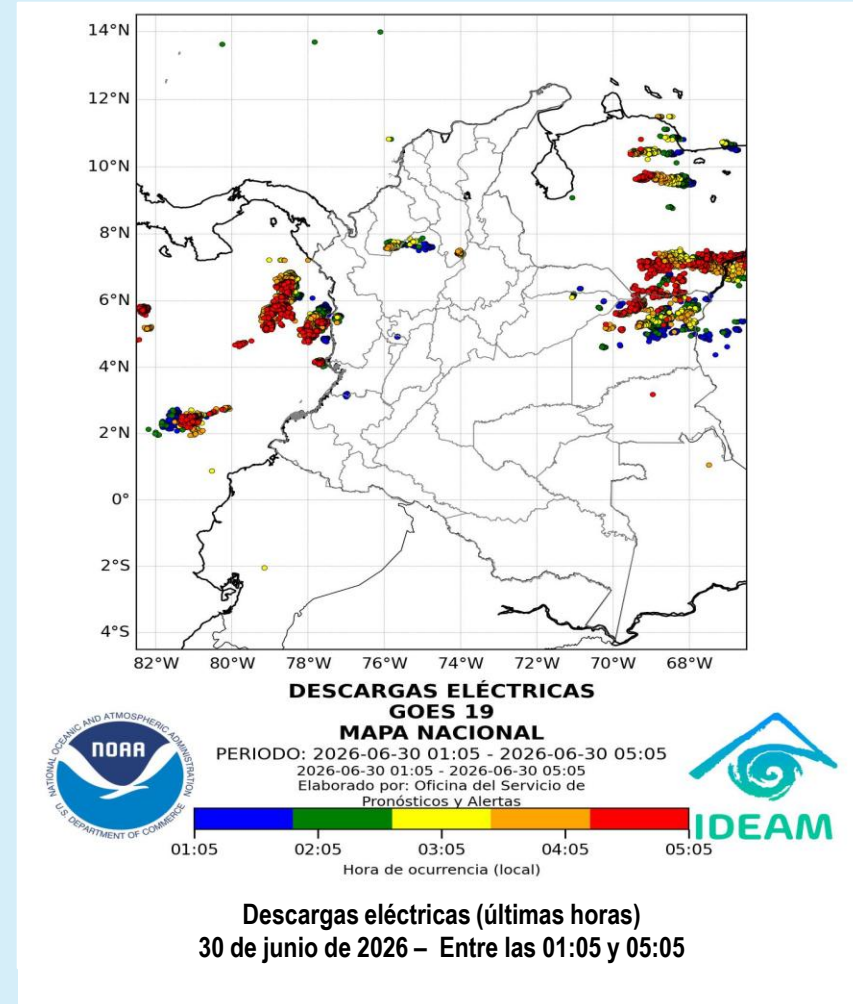 14°N
12°N
10°N
8°N
6°N
4°N
2°N
0°
2°S
4°S
82°W 80°W 78°W 76°W 74°W 72°W 70°W 68°W
DESCARGAS ELÉCTRICAS
GOES 19
MAPA NACIONAL
PERIODO: 2026-06-30 01:05 - 2026-06-30 05:05
2026-06-30 01:05 - 2026-06-30 05:05
Elaborado por: Oficina del Servicio de
Pronósticos y Alertas
NATIONAL OCEANIC AND ATMOSPHERIC ADMINISTRATION
NOAA
U.S. DEPARTMENT OF COMMERCE
IDEAM
01:05 02:05 03:05 04:05 05:05
Hora de ocurrencia (local)
Descargas eléctricas (últimas horas)
30 de junio de 2026 – Entre las 01:05 y 05:05